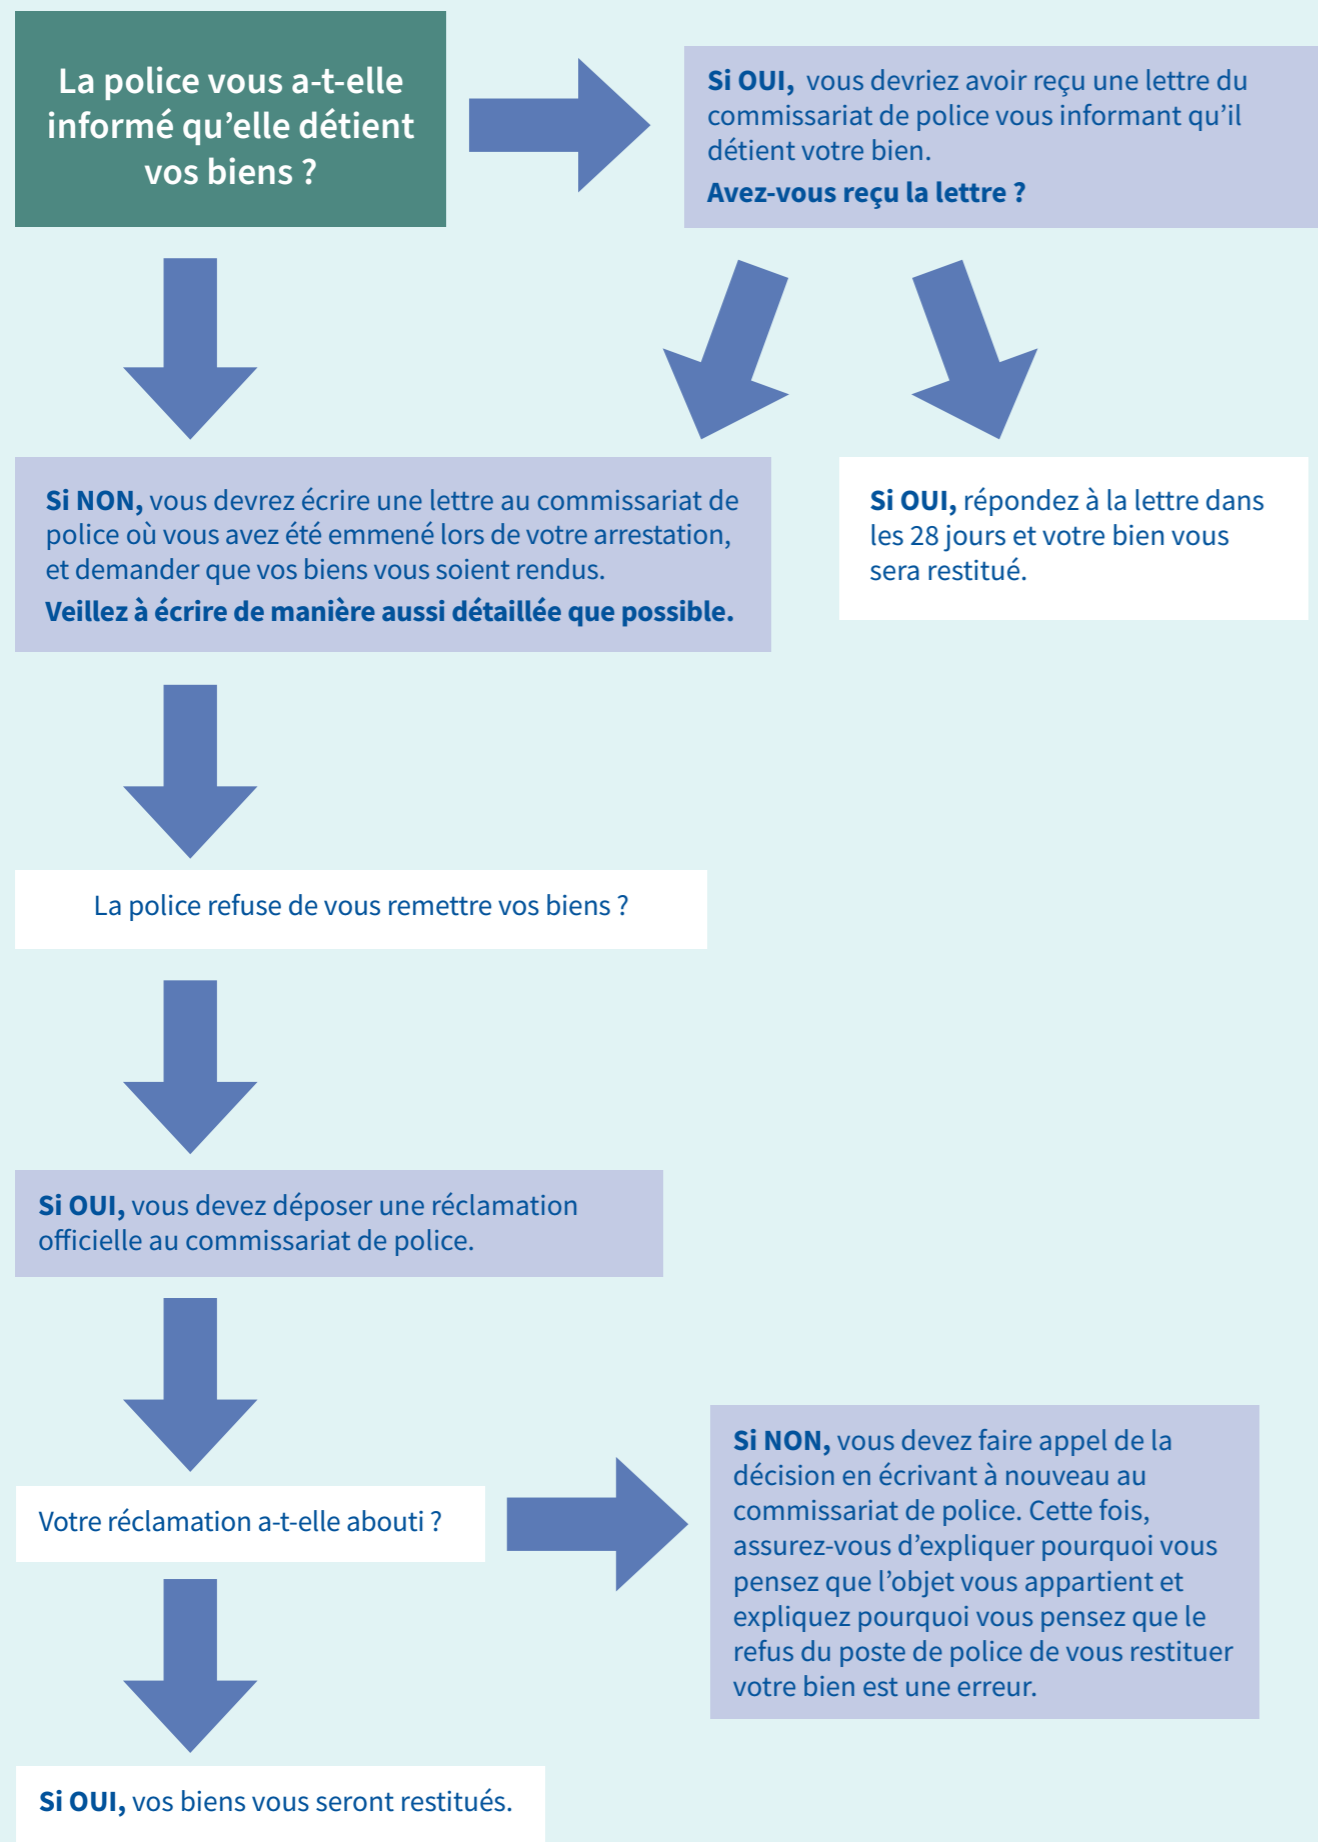 La police vous a-t-elle
informé qu’elle détient
vos biens ?
Si OUI, vous devriez avoir reçu une lettre du
commissariat de police vous informant qu’il
détient votre bien.
Avez-vous reçu la lettre ?
Si NON, vous devrez écrire une lettre au commissariat de
police où vous avez été emmené lors de votre arrestation,
et demander que vos biens vous soient rendus.
Veillez à écrire de manière aussi détaillée que possible.
Si OUI, répondez à la lettre dans
les 28 jours et votre bien vous
sera restitué.
La police refuse de vous remettre vos biens ?
Si OUI, vous devez déposer une réclamation
officielle au commissariat de police.
Votre réclamation a-t-elle abouti ?
Si NON, vous devez faire appel de la
décision en écrivant à nouveau au
commissariat de police. Cette fois,
assurez-vous d’expliquer pourquoi vous
pensez que l’objet vous appartient et
expliquez pourquoi vous pensez que le
refus du poste de police de vous restituer
votre bien est une erreur.
Si OUI, vos biens vous seront restitués.